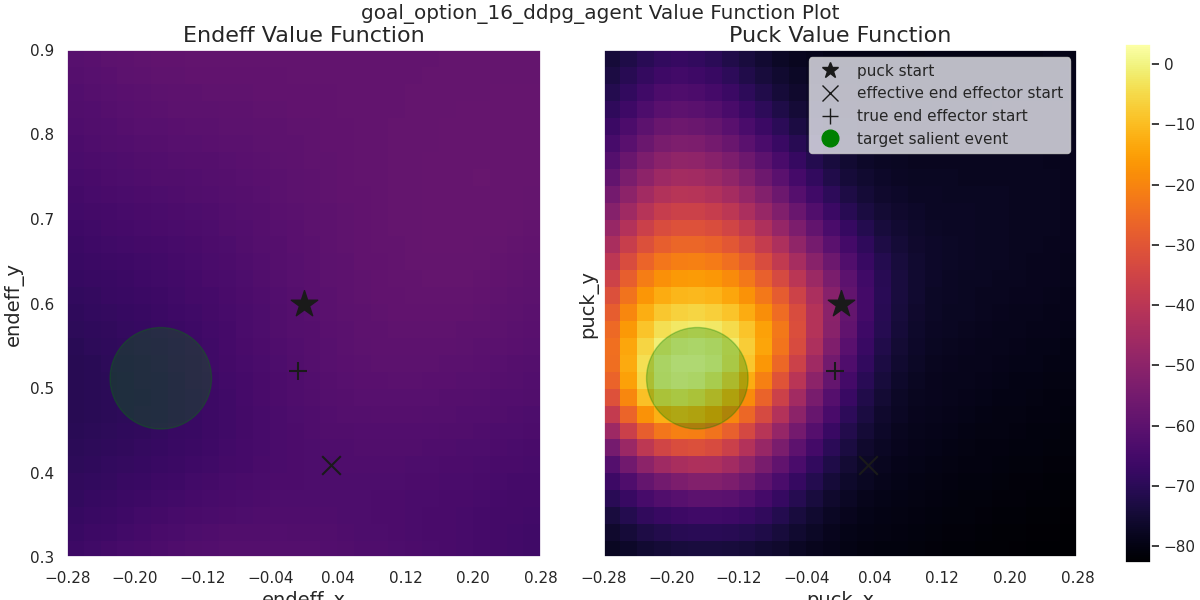 goal_option_16_ddpg_agent Value Function Plot
Endeff Value Function
Puck Value Function
endeff_y
0.9
0.8
0.7
0.6
0.5
0.4
0.3
−0.28
−0.20
−0.12
−0.04
0.04
0.12
0.20
0.28
endeff_x
puck_y
puck start
effective end effector start
true end effector start
target salient event
−0.28
−0.20
−0.12
−0.04
0.04
0.12
0.20
0.28
puck_x
0
−10
−20
−30
−40
−50
−60
−70
−80